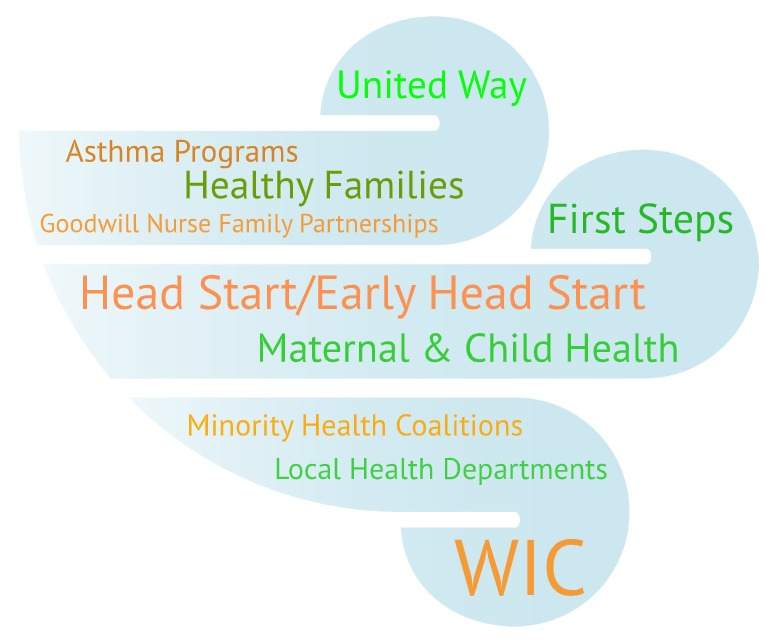 United Way
Asthma Programs
Healthy Families
Goodwill Nurse Family Partnerships
First Steps
Head Start/Early Head Start
Maternal & Child Health
Minority Health Coalitions
Local Health Departments
WIC